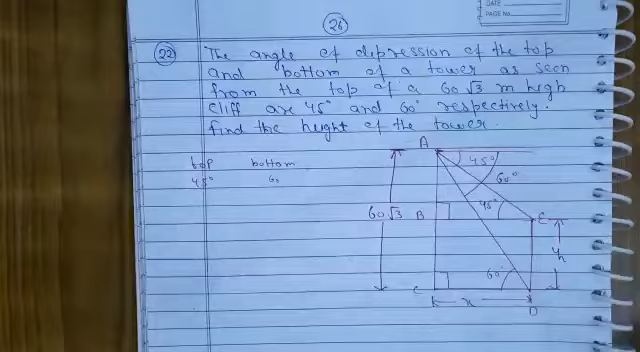 DATE
PAGE No.
26
22 The angle of depression of the top
and bottom of a tower as seen
from the top of a 60√3 m high
cliff are 45° and 60° respectively.
find the height of the tower.
top bottom
45° 60
A
45°
60°
60√3 B 45° E
h
C 60°
x
D